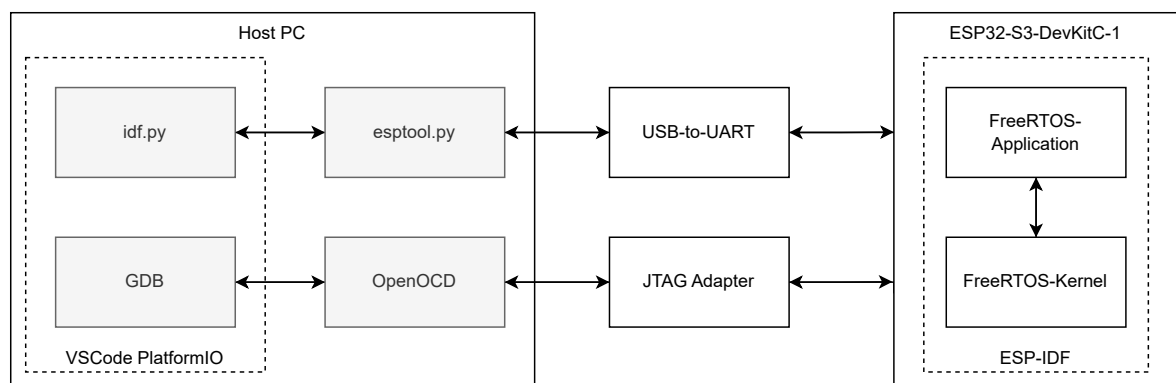 Host PC
ESP32-S3-DevKitC-1
idf.py
esptool.py
USB-to-UART
FreeRTOS-
Application
GDB
OpenOCD
JTAG Adapter
FreeRTOS-Kernel
VSCode PlatformIO
ESP-IDF